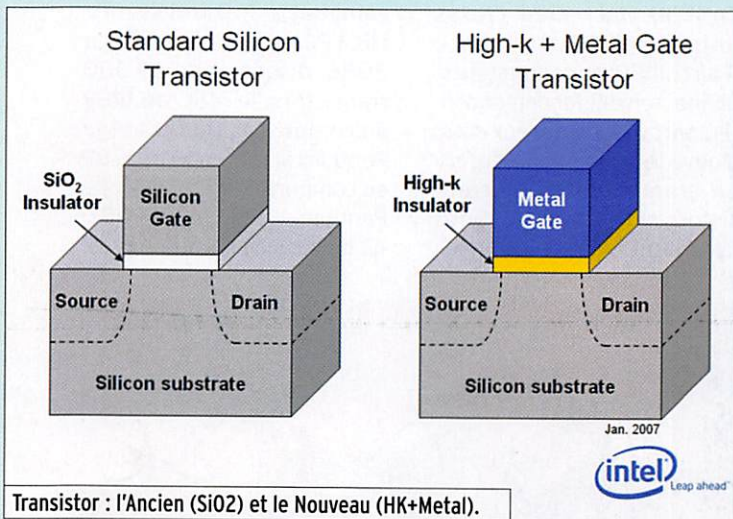 Standard Silicon
Transistor
SiO₂
Insulator
Silicon
Gate
Source
Drain
Silicon substrate
High-k + Metal Gate
Transistor
High-k
Insulator
Metal
Gate
Source
Drain
Silicon substrate
Jan. 2007
intel®
Leap ahead™
Transistor : l'Ancien (SiO2) et le Nouveau (HK+Metal).